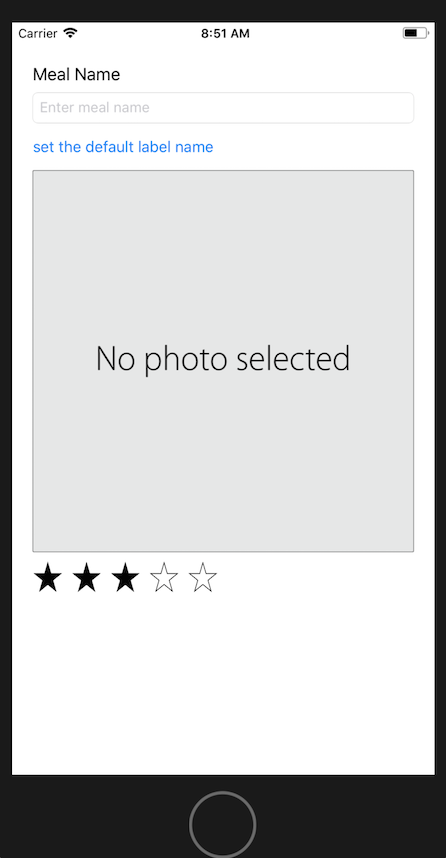 Carrier 8:51 AM
Meal Name
Enter meal name
set the default label name
No photo selected